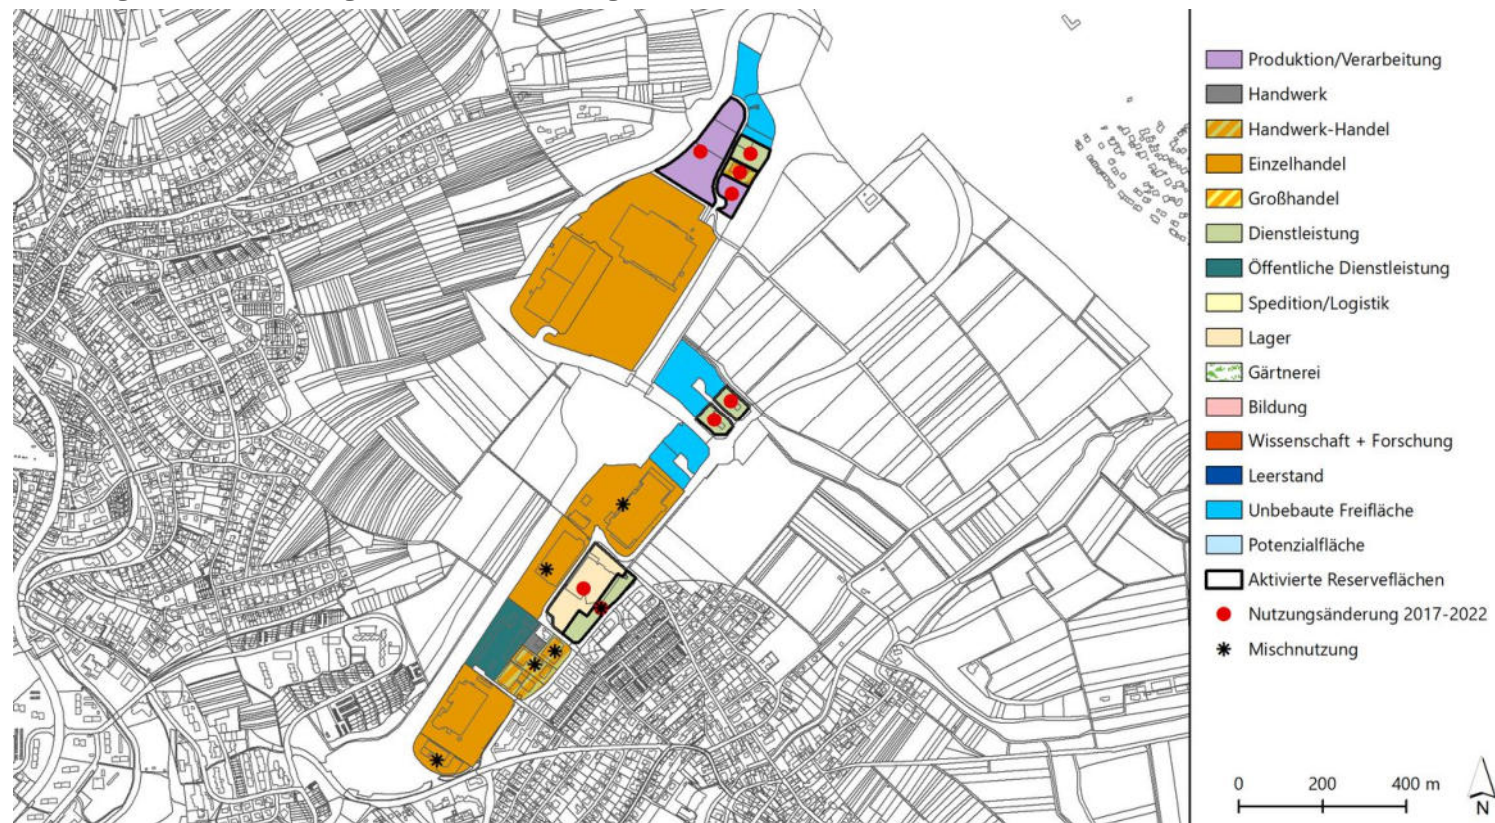 Produktion/Verarbeitung
Handwerk
Handwerk-Handel
Einzelhandel
Großhandel
Dienstleistung
Öffentliche Dienstleistung
Spedition/Logistik
Lager
Gärtnerei
Bildung
Wissenschaft + Forschung
Leerstand
Unbebaute Freifläche
Potenzialfläche
Aktivierte Reserveflächen
Nutzungsänderung 2017-2022
Mischnutzung
0 200 400 m
N